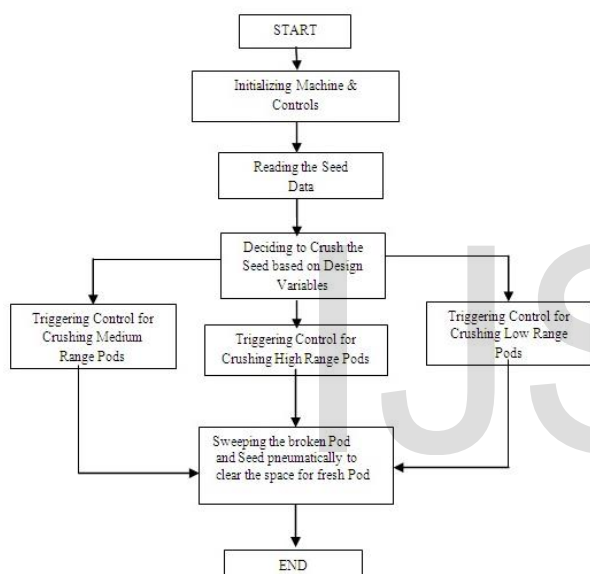 START
Initializing Machine &
Controls
Reading the Seed
Data
Deciding to Crush the
Seed based on Design
Variables
Triggering Control for
Crushing Medium
Range Pods
Triggering Control for
Crushing High Range Pods
Triggering Control for
Crushing Low Range
Pods
Sweeping the broken Pod
and Seed pneumatically to
clear the space for fresh Pod
END
IJS